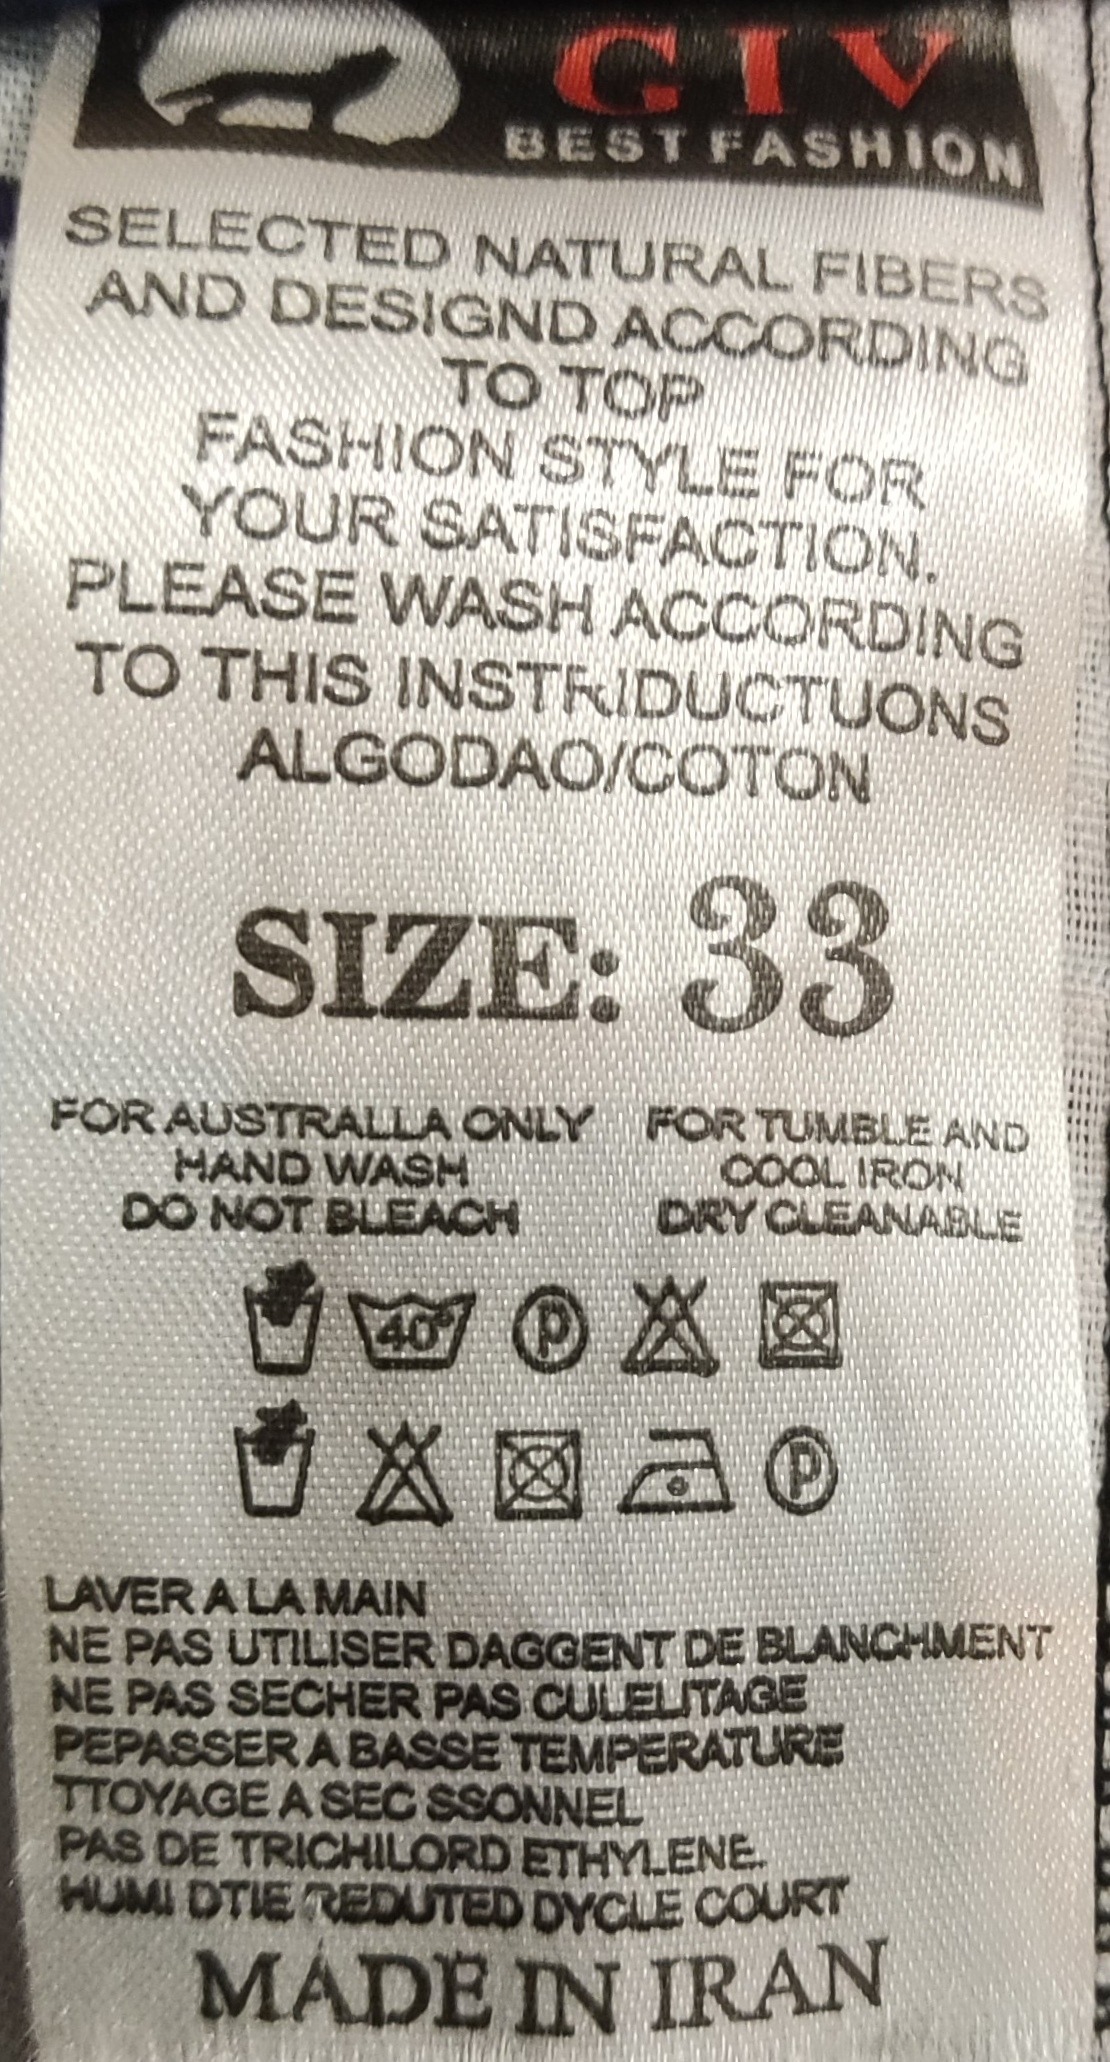 GIV
BEST FASHION
SELECTED NATURAL FIBERS
AND DESIGND ACCORDING
TO TOP
FASHION STYLE FOR
YOUR SATISFACTION.
PLEASE WASH ACCORDING
TO THIS INSTRIDUCTUONS
ALGODAO/COTON
SIZE: 33
FOR AUSTRALLA ONLY
HAND WASH
DO NOT BLEACH
FOR TUMBLE AND
COOL IRON
DRY CLEANABLE
40° P
P
LAVER A LA MAIN
NE PAS UTILISER DAGGENT DE BLANCHMENT
NE PAS SECHER PAS CULELITAGE
PEPASSER A BASSE TEMPERATURE
TTOYAGE A SEC SSONNEL
PAS DE TRICHILORD ETHYLENE.
HUMI DTIE REDUTED DYCLE COURT
MADE IN IRAN